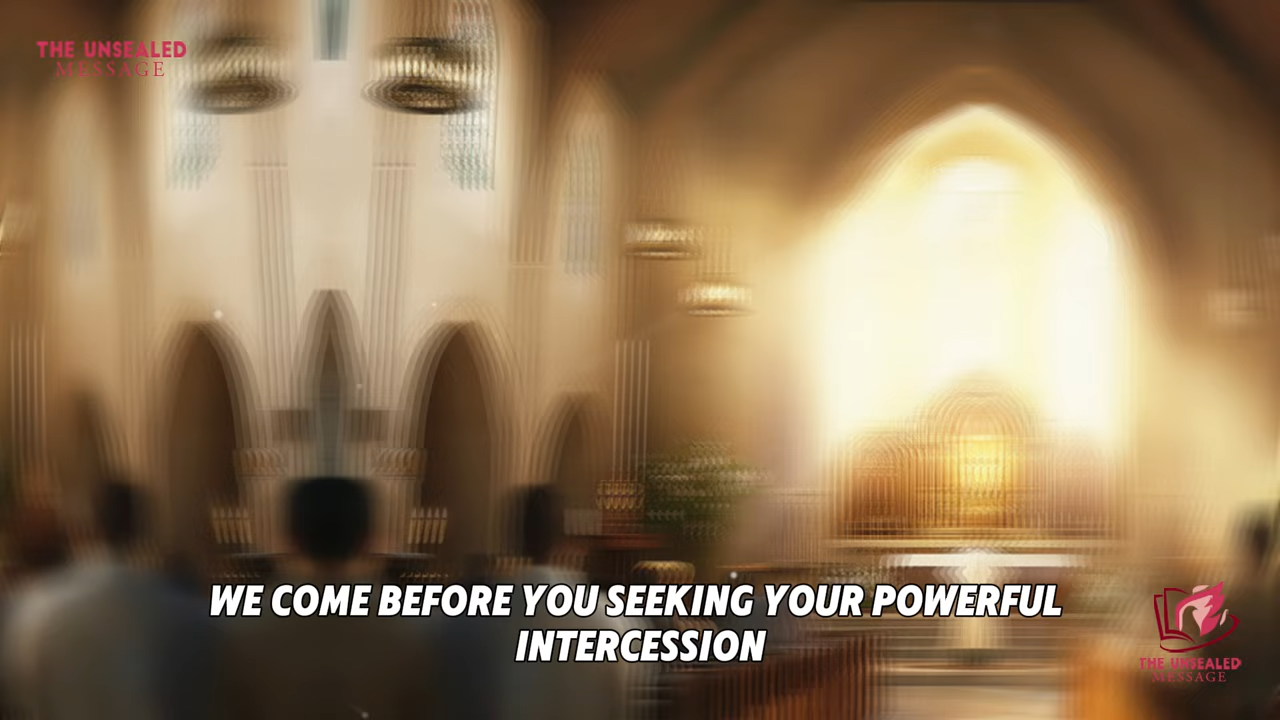 THE UNSEALED
MESSAGE
WE COME BEFORE YOU SEEKING YOUR POWERFUL
INTERCESSION
THE UNSEALED
MESSAGE